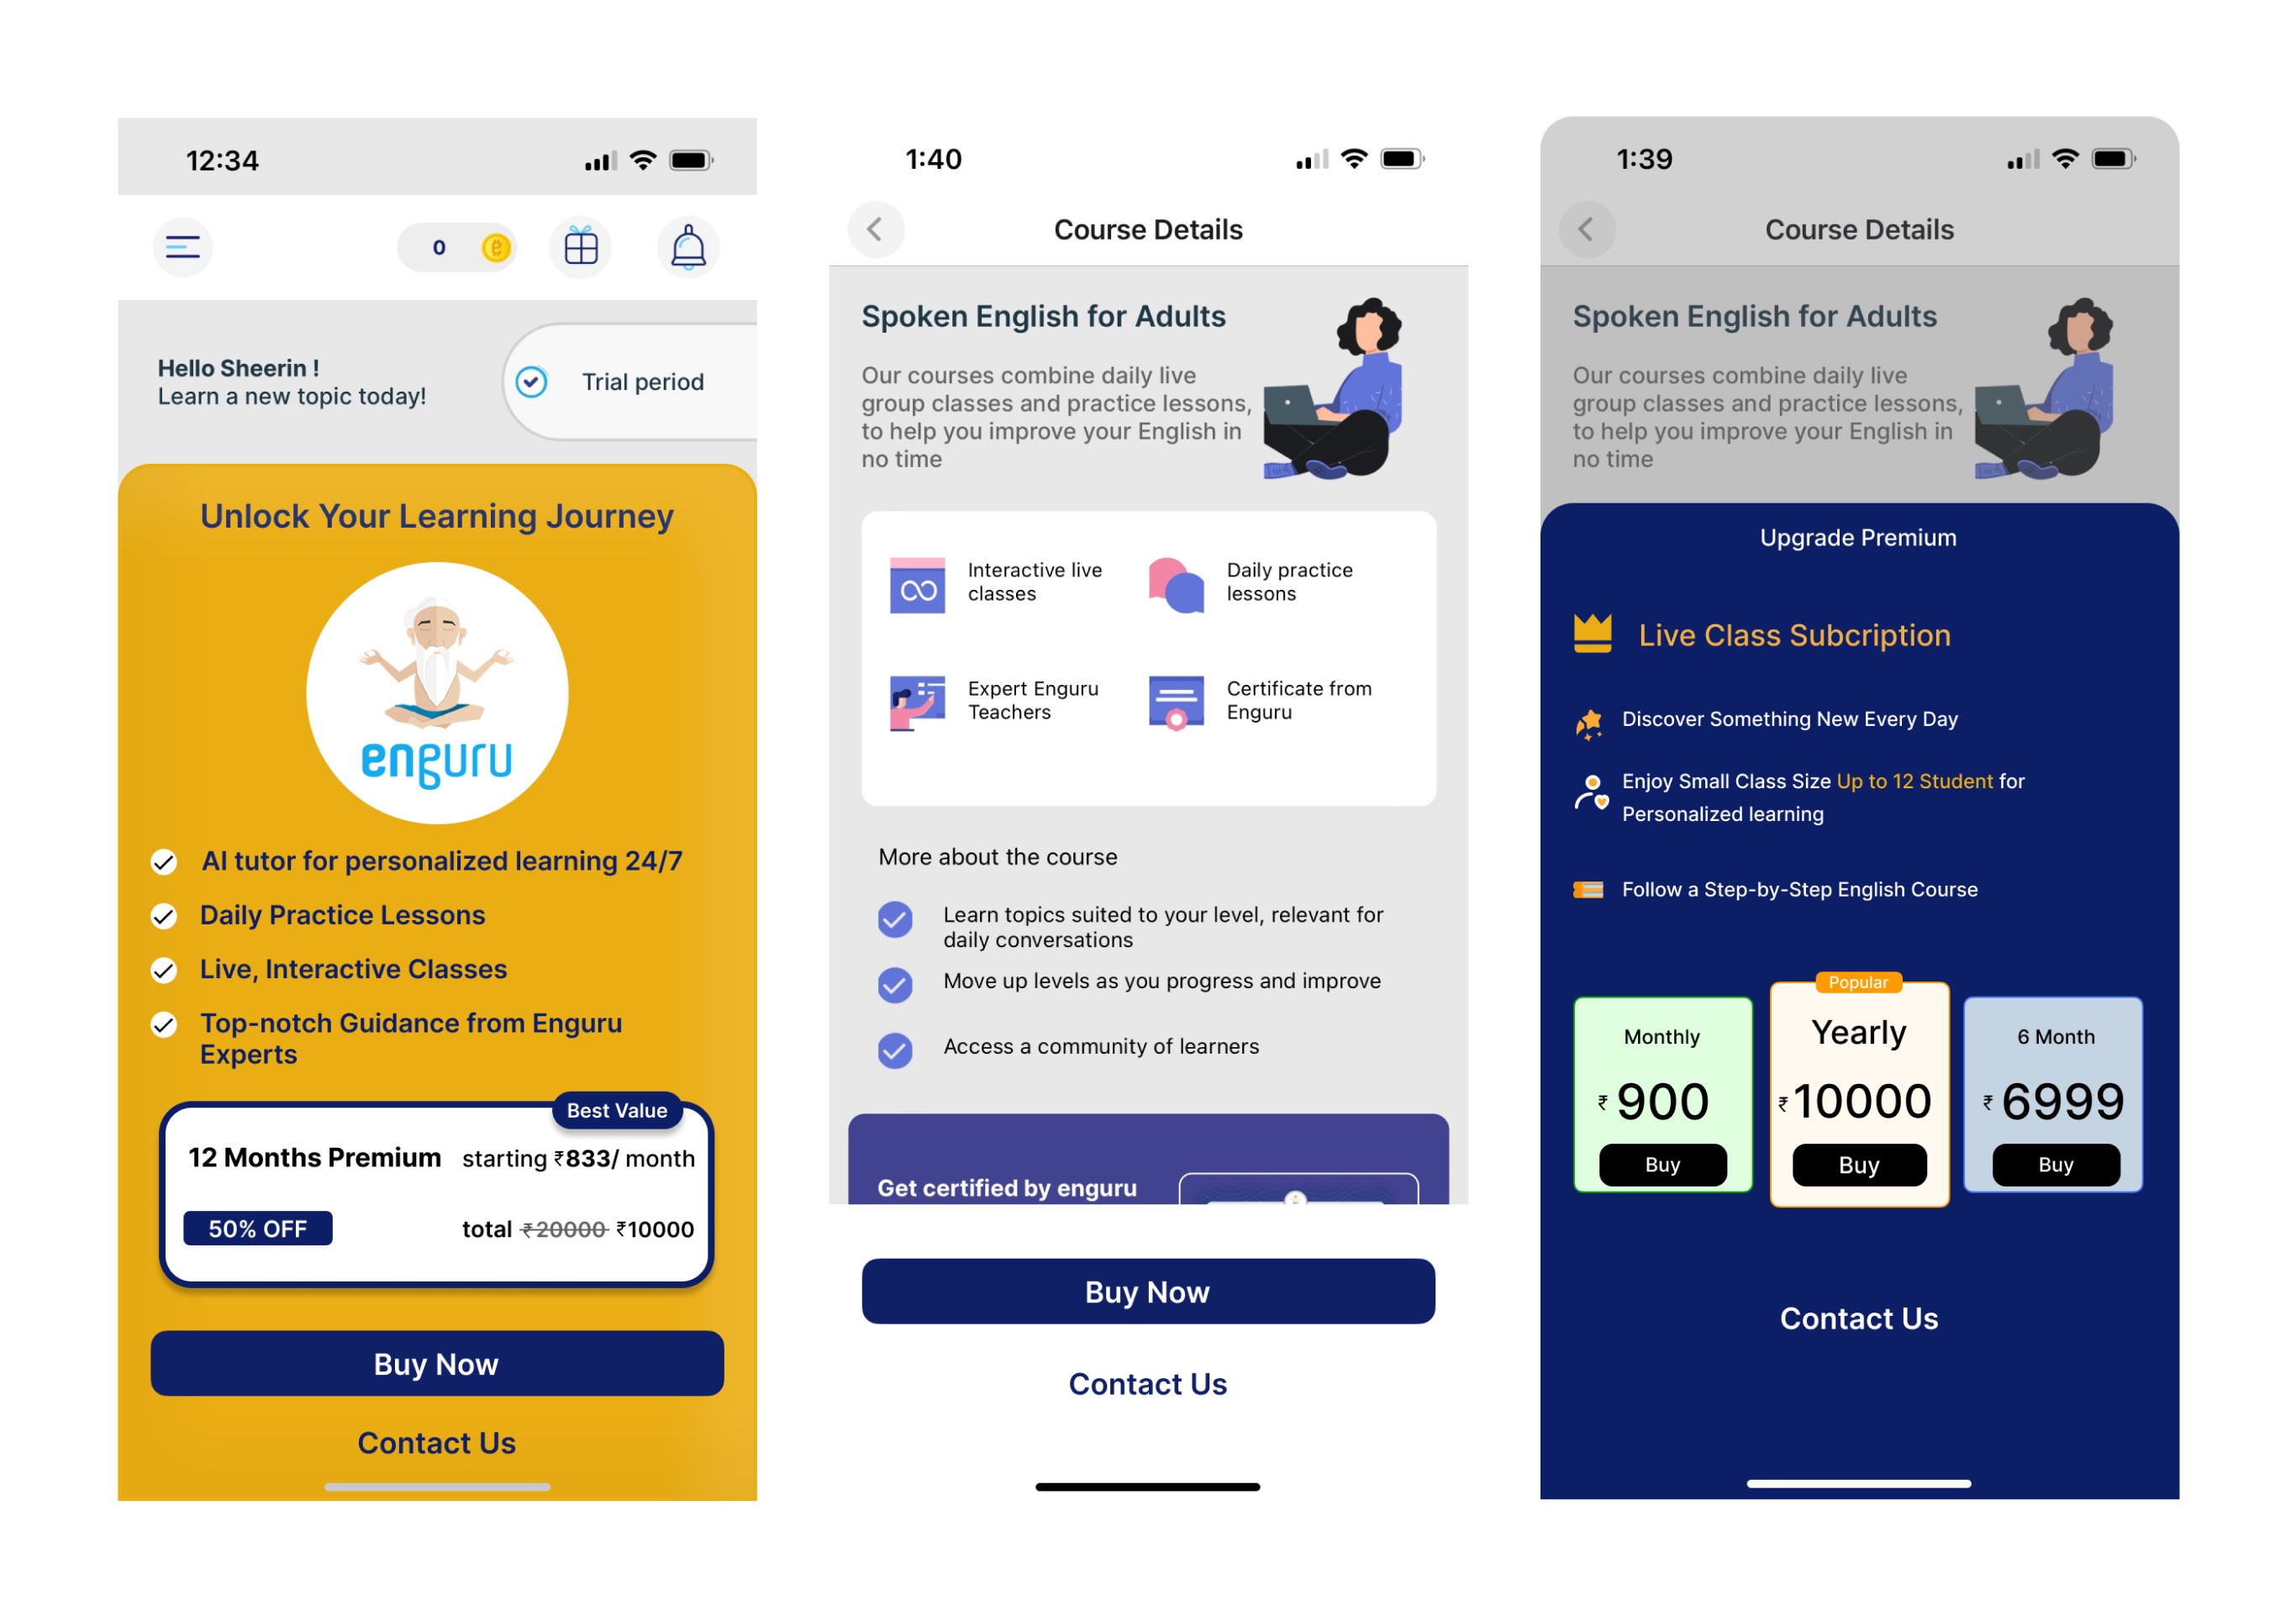 12:34
0
Hello Sheerin !
Learn a new topic today!
Trial period
Unlock Your Learning Journey
enguru
AI tutor for personalized learning 24/7
Daily Practice Lessons
Live, Interactive Classes
Top-notch Guidance from Enguru
Experts
Best Value
12 Months Premium starting ₹833/ month
50% OFF total ₹20000 ₹10000
Buy Now
Contact Us
1:40
Course Details
Spoken English for Adults
Our courses combine daily live
group classes and practice lessons,
to help you improve your English in
no time
Interactive live
classes
Daily practice
lessons
Expert Enguru
Teachers
Certificate from
Enguru
More about the course
Learn topics suited to your level, relevant for
daily conversations
Move up levels as you progress and improve
Access a community of learners
Get certified by enguru
Buy Now
Contact Us
1:39
Course Details
Spoken English for Adults
Our courses combine daily live
group classes and practice lessons,
to help you improve your English in
no time
Upgrade Premium
Live Class Subcription
Discover Something New Every Day
Enjoy Small Class Size Up to 12 Student for
Personalized learning
Follow a Step-by-Step English Course
Monthly
₹ 900
Buy
Popular
Yearly
₹ 10000
Buy
6 Month
₹ 6999
Buy
Contact Us